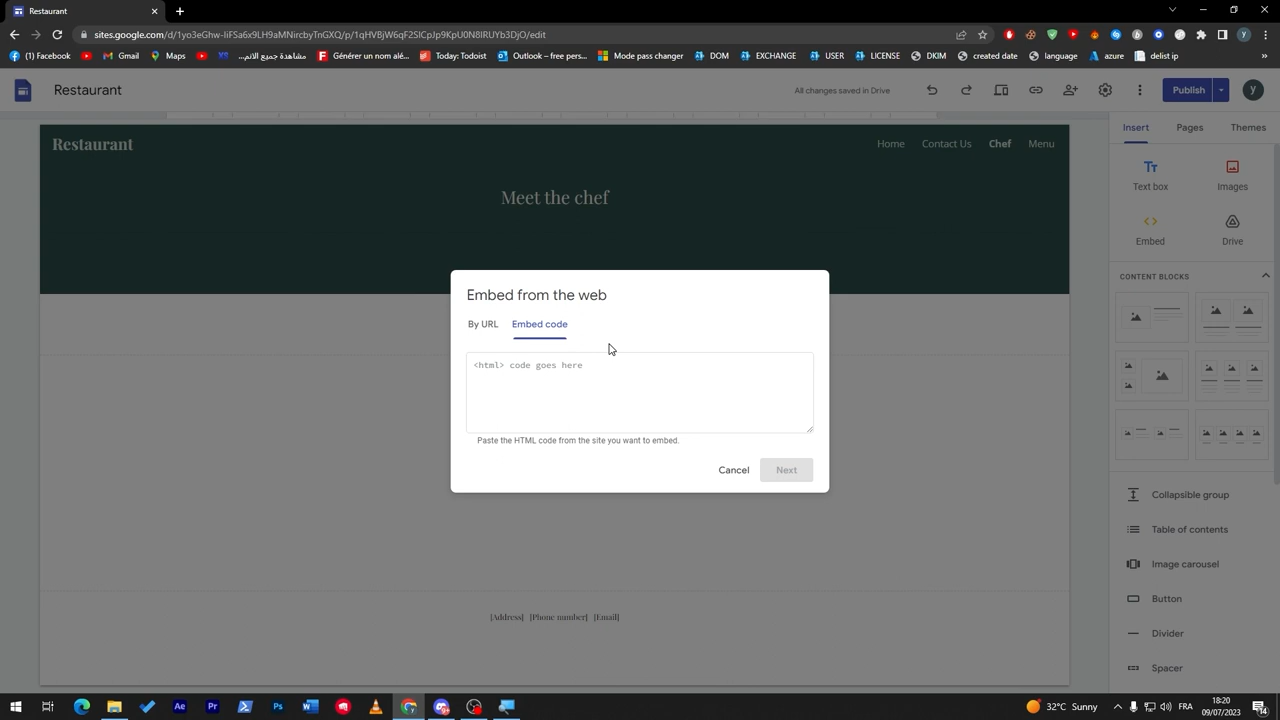 Restaurant
sites.google.com/d/1yo3eGhw-IiFS6a6x9LH9aMNircbyTnGXQ/p/1qHVBjW6qF2SlCpJp9KpU0N8lRUYb3DjO/edit
(1) Facebook
Gmail
Maps
مشاهدة جميع الانم...
Générer un nom alé...
Today: Todoist
Outlook – free pers...
Mode pass changer
DOM
EXCHANGE
USER
LICENSE
DKIM
created contact
language
azure
»
Restaurant
All changes saved in Drive
Publish
y
Restaurant
Home
Contact Us
Chef
Menu
Meet the chef
Embed from the web
By URL
Embed code
<html> code goes here
Paste the HTML code from the site you want to embed.
Cancel
Next
[Address] [Phone number] [Email]
Insert
Pages
Themes
Text box
Images
Embed
Drive
CONTENT BLOCKS
Collapsible group
Table of contents
Image carousel
Button
Divider
Spacer
32°C Sunny
FRA
18:20
09/07/2023
14